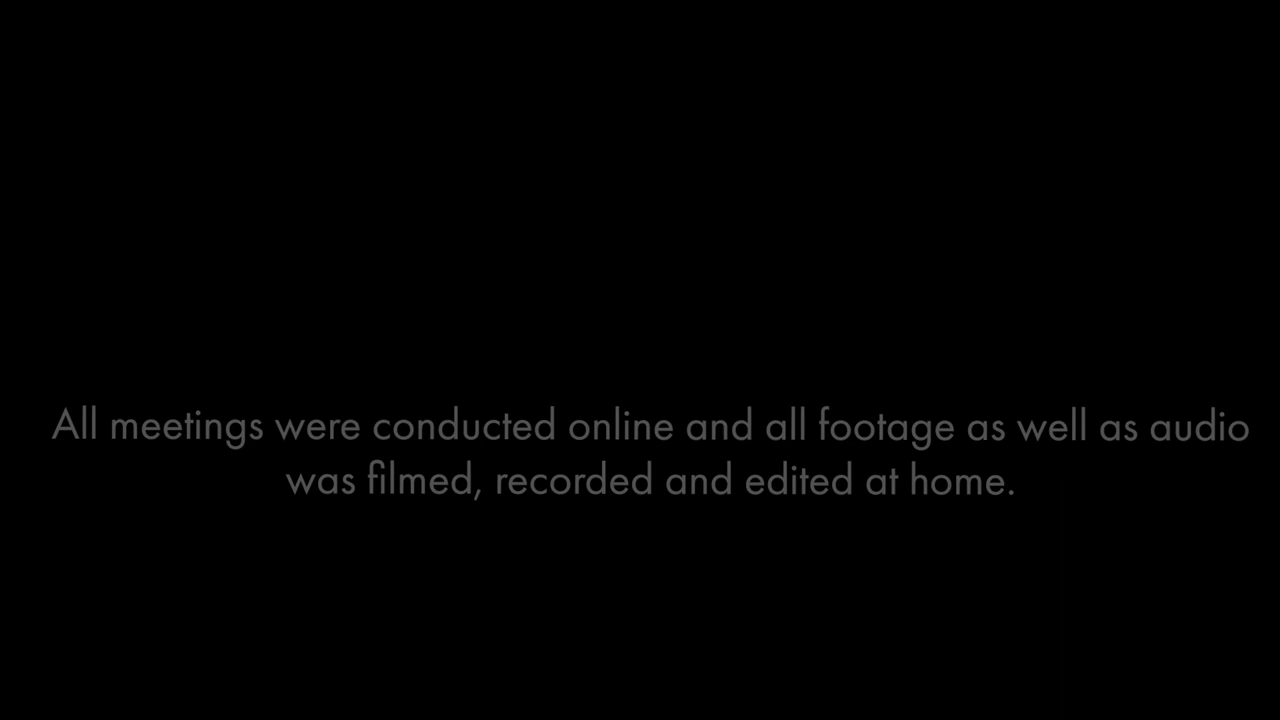 All meetings were conducted online and all footage as well as audio
was filmed, recorded and edited at home.